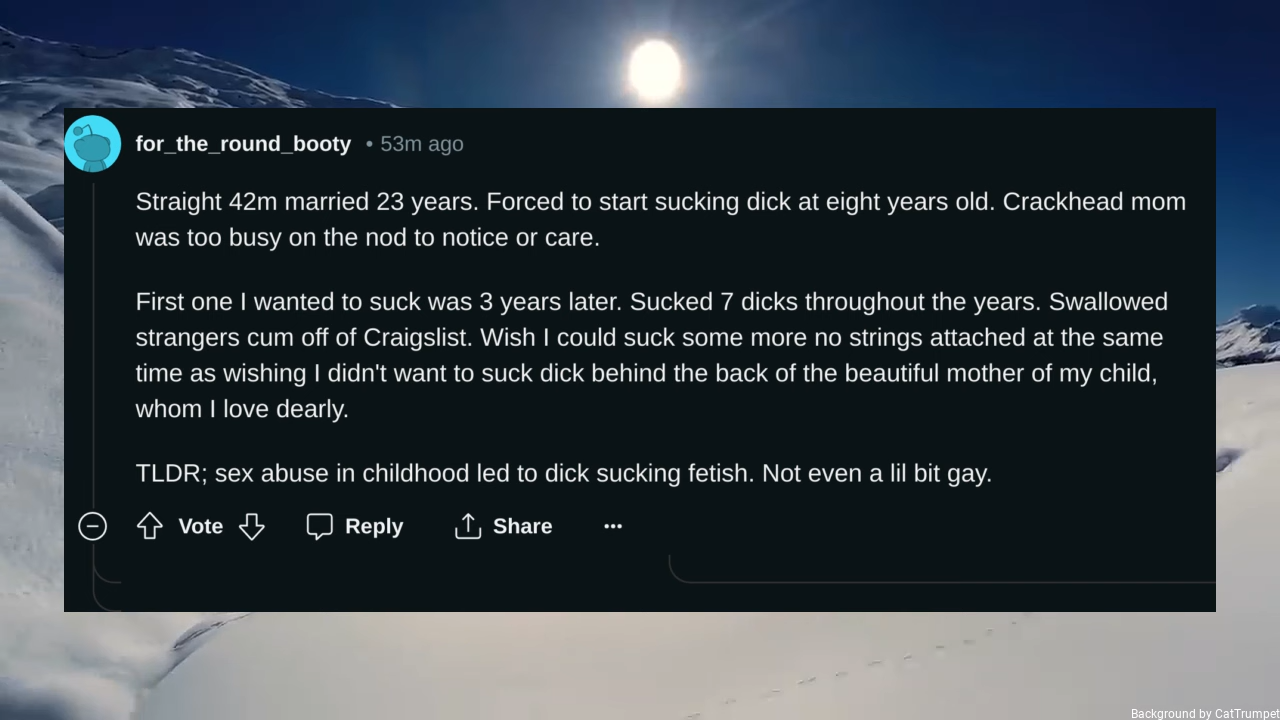 for_the_round_booty • 53m ago
Straight 42m married 23 years. Forced to start sucking dick at eight years old. Crackhead mom
was too busy on the nod to notice or care.
First one I wanted to suck was 3 years later. Sucked 7 dicks throughout the years. Swallowed
strangers cum off of Craigslist. Wish I could suck some more no strings attached at the same
time as wishing I didn't want to suck dick behind the back of the beautiful mother of my child,
whom I love dearly.
TLDR; sex abuse in childhood led to dick sucking fetish. Not even a lil bit gay.
Vote Reply Share
Background by CatTrumpet